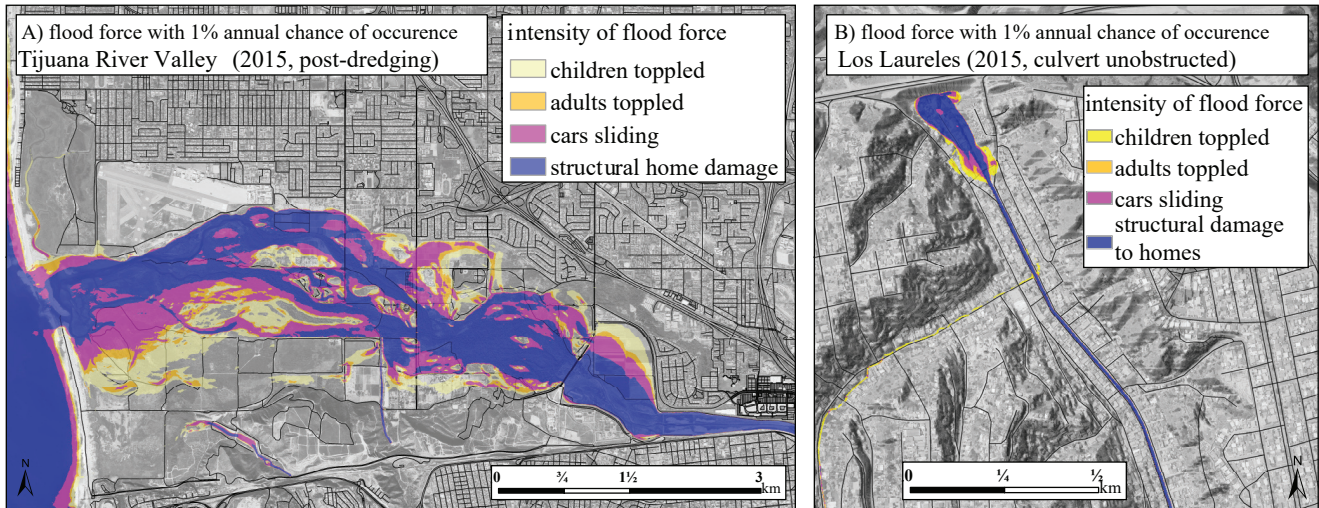 A) flood force with 1% annual chance of occurence
Tijuana River Valley (2015, post-dredging)
intensity of flood force
children toppled
adults toppled
cars sliding
structural home damage
N
0 ¾ 1½ 3
km
B) flood force with 1% annual chance of occurence
Los Laureles (2015, culvert unobstructed)
intensity of flood force
children toppled
adults toppled
cars sliding
structural damage
to homes
0 ¼ ½
km
N